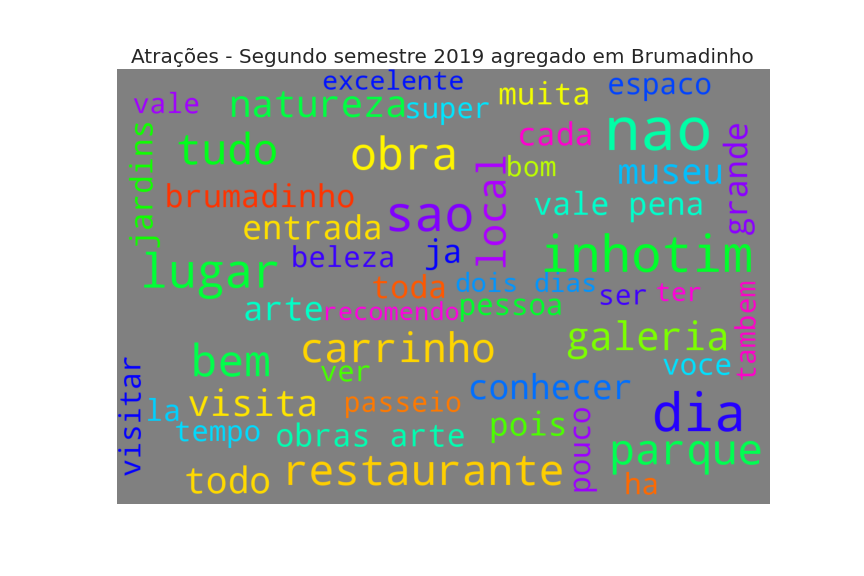 Atrações - Segundo semestre 2019 agregado em Brumadinho
excelente
vale
natureza
super
muita
espaco
jardins
tudo
obra
cada
nao
grande
bom
museu
brumadinho
sao
local
vale pena
entrada
beleza
ja
inhotim
lugar
toda
dois dias
ser
ter
tambem
arte
recomendo
pessoa
galeria
carrinho
bem
ver
voce
visitar
conhecer
la
visita
passeio
dia
tempo
obras arte
pois
pouco
parque
todo
restaurante
ha